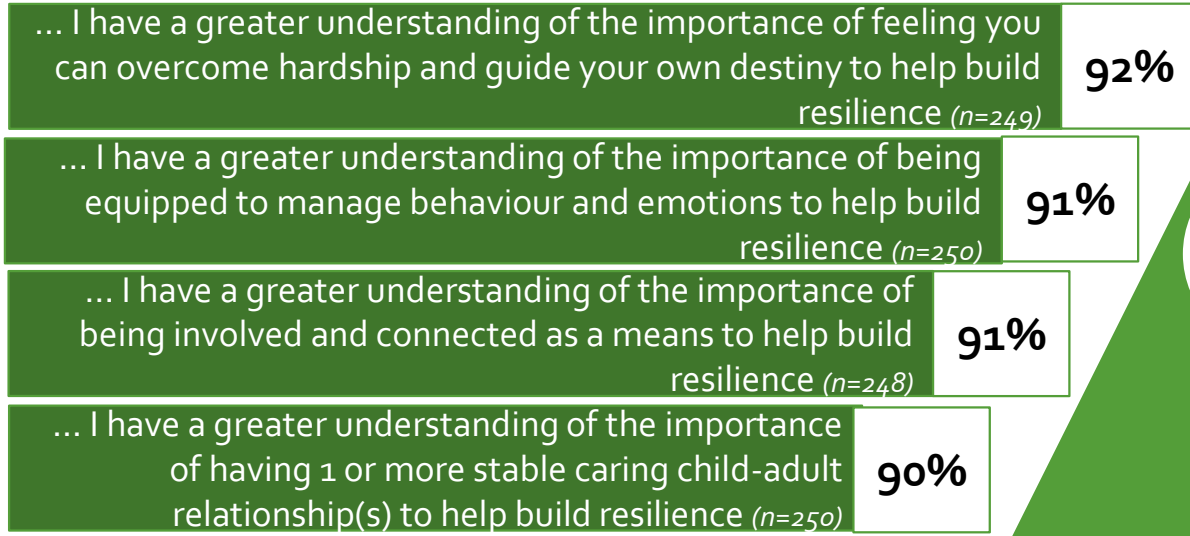 ... I have a greater understanding of the importance of feeling you
can overcome hardship and guide your own destiny to help build
resilience (n=249)
92%
... I have a greater understanding of the importance of being
equipped to manage behaviour and emotions to help build
resilience (n=250)
91%
... I have a greater understanding of the importance of
being involved and connected as a means to help build
resilience (n=248)
91%
... I have a greater understanding of the importance
of having 1 or more stable caring child-adult
relationship(s) to help build resilience (n=250)
90%